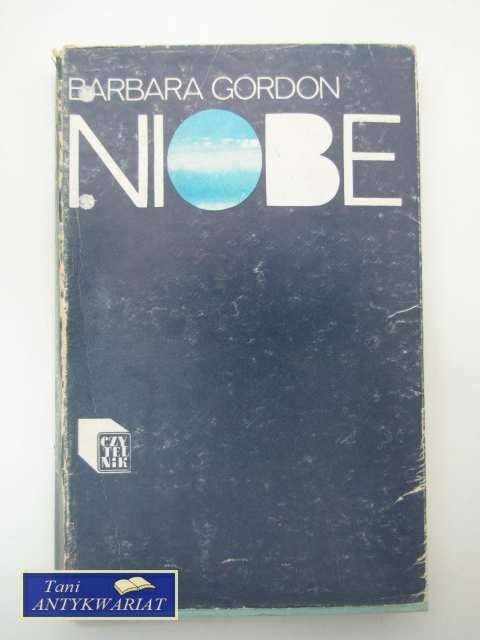 BARBARA GORDON
NIOBE
CZY
TEL
NIK
Tani
ANTYKWARIAT